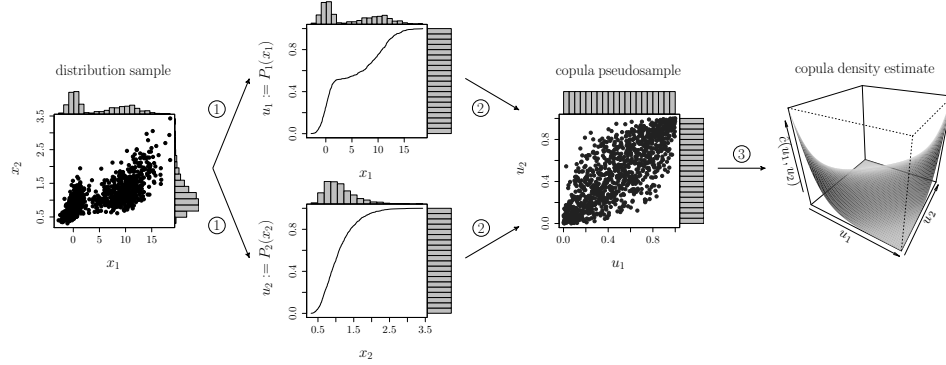 distribution sample
x₂
0.5 1.5 2.5 3.5
0 5 10 15
x₁
①
①
u₁ := P₁(x₁)
0.0 0.4 0.8
0 5 10 15
x₁
u₂ := P₂(x₂)
0.0 0.4 0.8
0.5 1.5 2.5 3.5
x₂
②
②
copula pseudosample
u₂
0.0 0.4 0.8
0.0 0.4 0.8
u₁
③
copula density estimate
c(u₁, u₂)
u₁
u₂